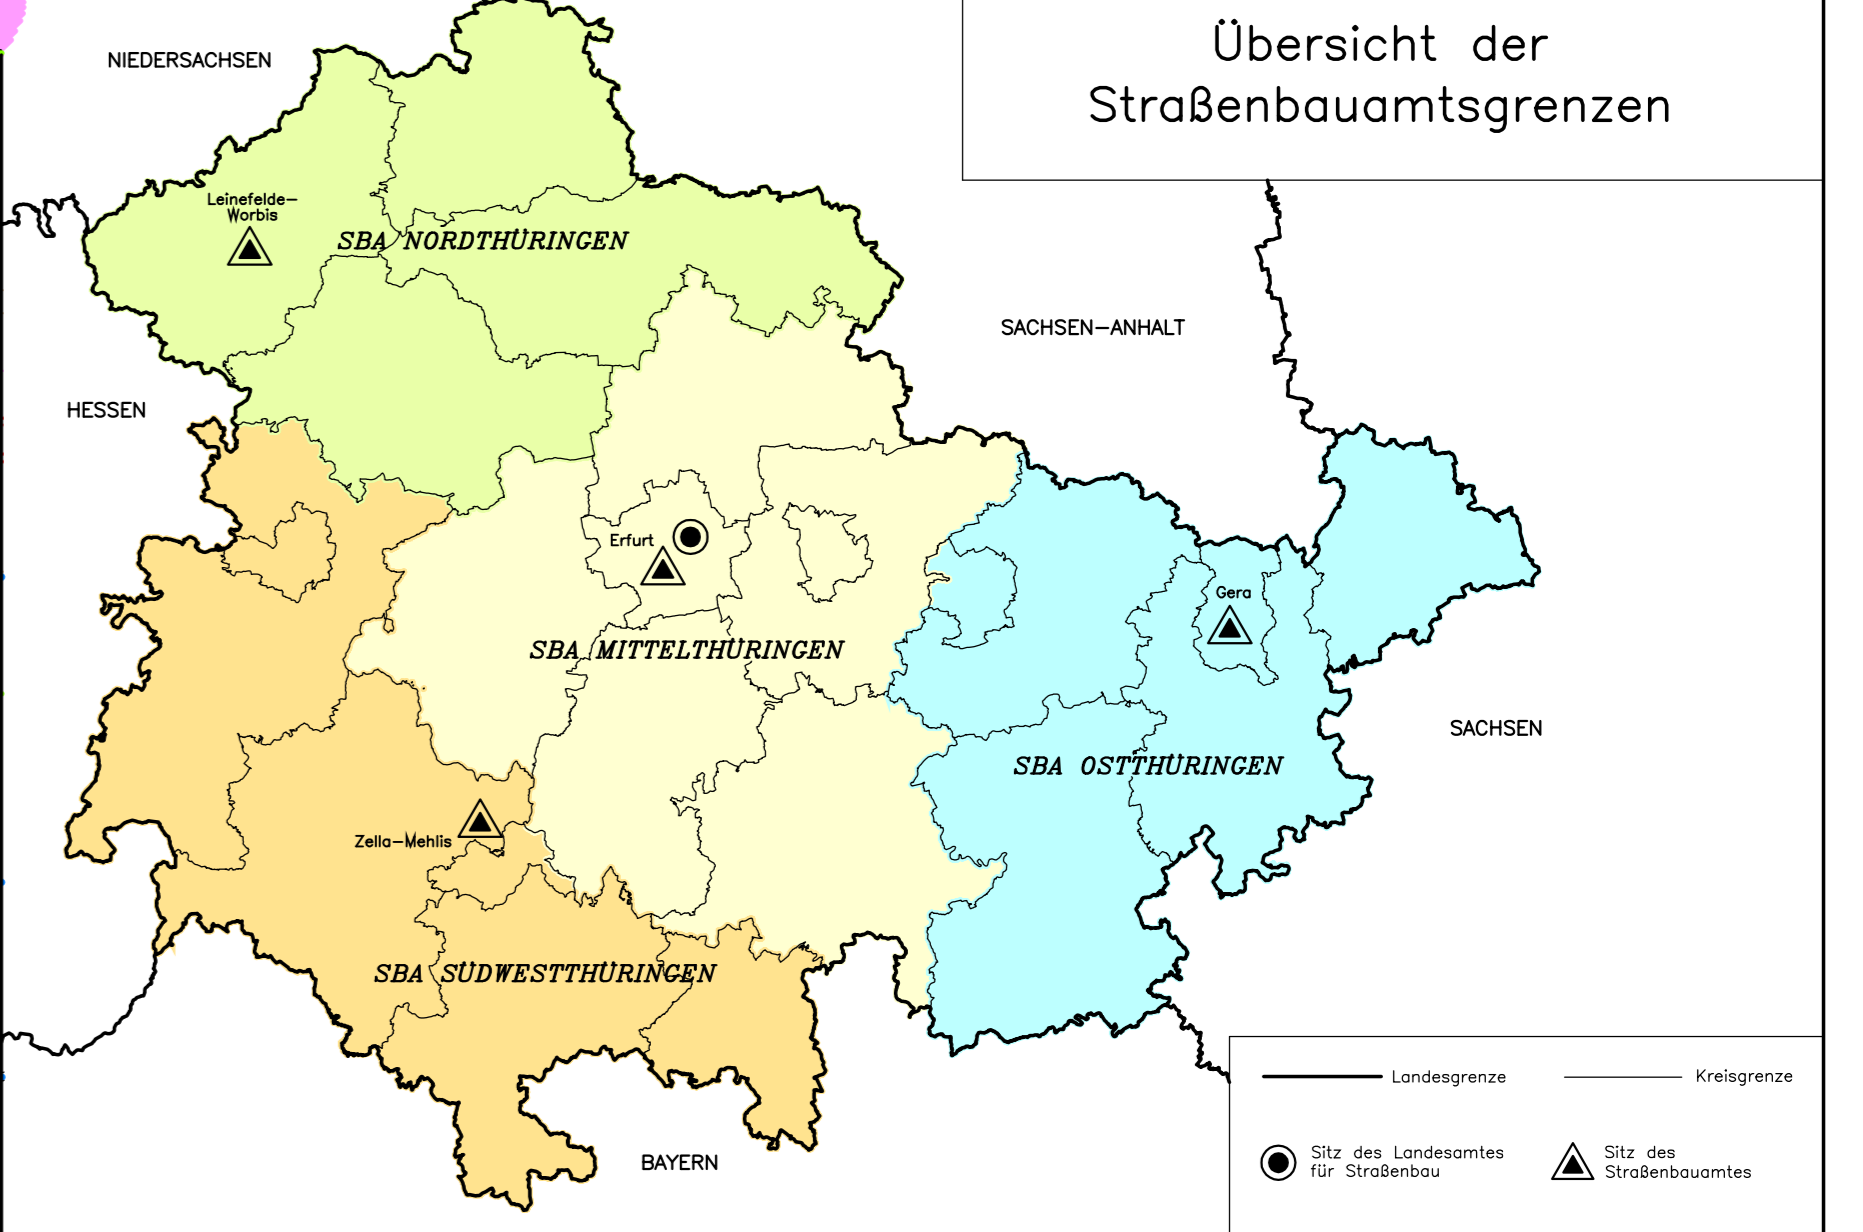 Übersicht der
Straßenbauamtsgrenzen
NIEDERSACHSEN
Leinefelde-
Worbis
SBA NORDTHÜRINGEN
SACHSEN-ANHALT
HESSEN
Erfurt
Gera
SBA MITTELTHÜRINGEN
SACHSEN
SBA OSTTHÜRINGEN
Zella-Mehlis
SBA SÜDWESTTHÜRINGEN
BAYERN
Landesgrenze
Kreisgrenze
Sitz des Landesamtes
für Straßenbau
Sitz des
Straßenbauamtes